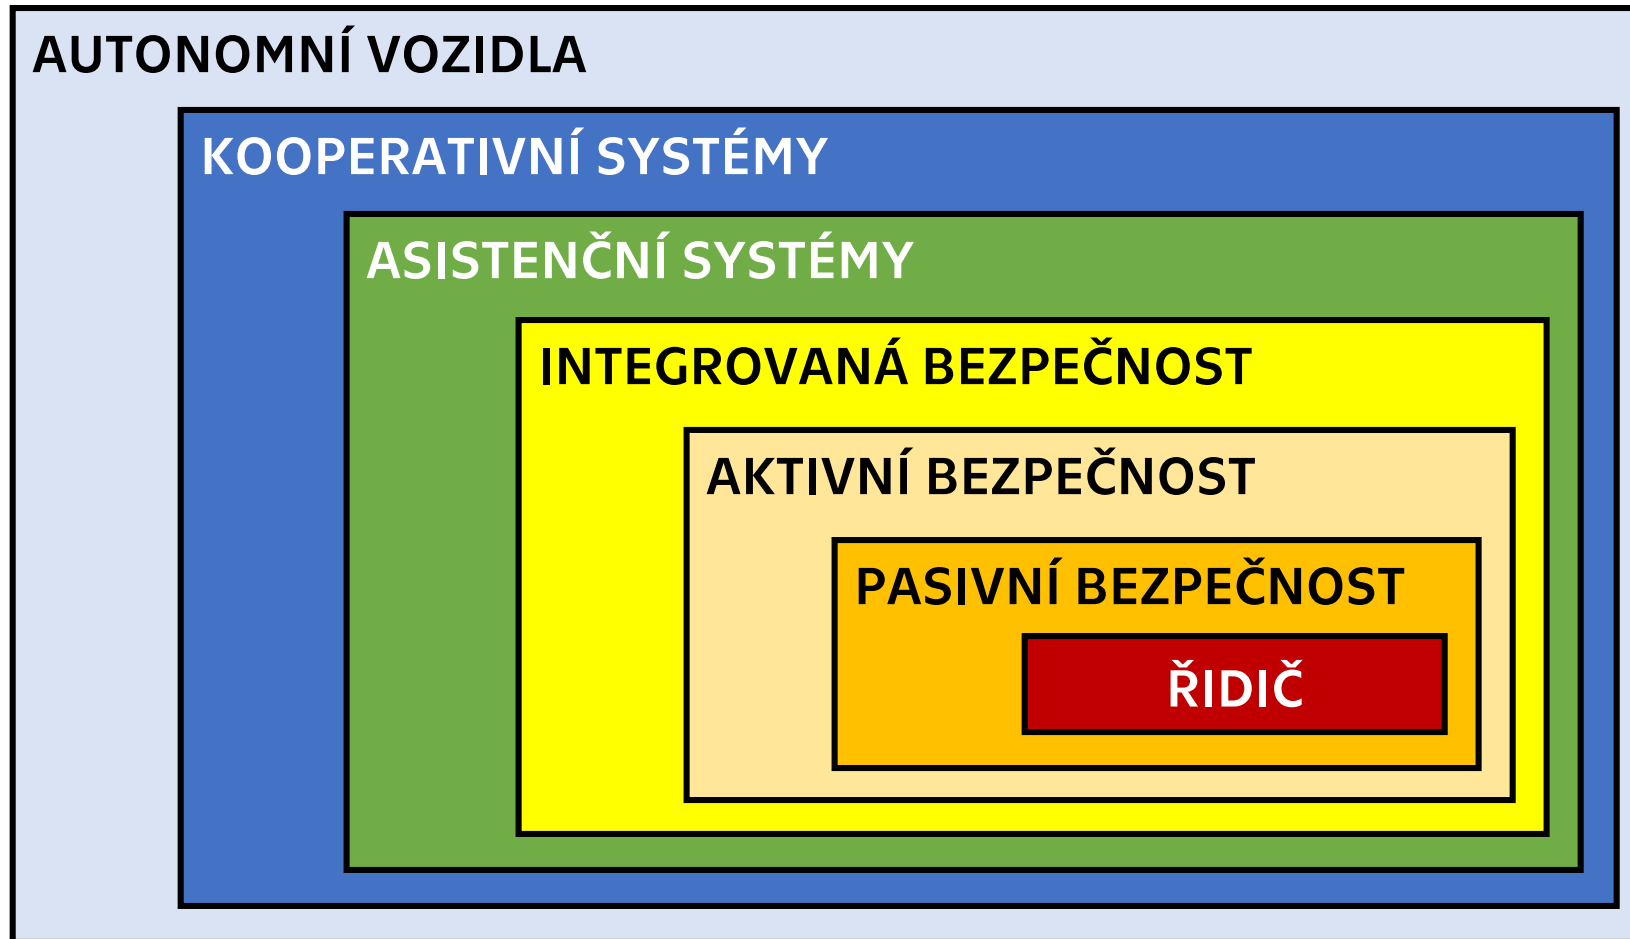 AUTONOMNÍ VOZIDLA
KOOPERATIVNÍ SYSTÉMY
ASISTENČNÍ SYSTÉMY
INTEGROVANÁ BEZPEČNOST
AKTIVNÍ BEZPEČNOST
PASIVNÍ BEZPEČNOST
ŘIDIČ